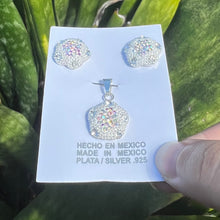 HECHO EN MEXICO
MADE IN MEXICO
PLATA / SILVER .925